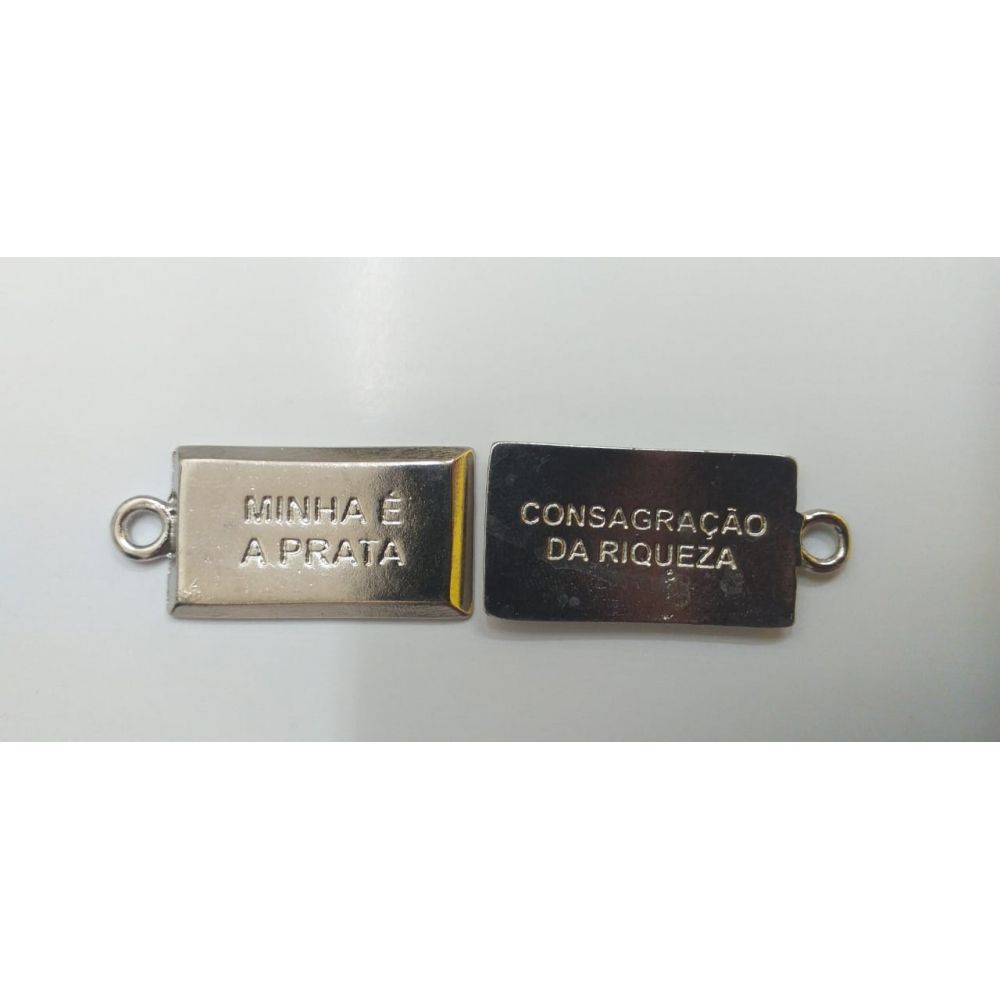 MINHA É
A PRATA
CONSAGRAÇÃO
DA RIQUEZA